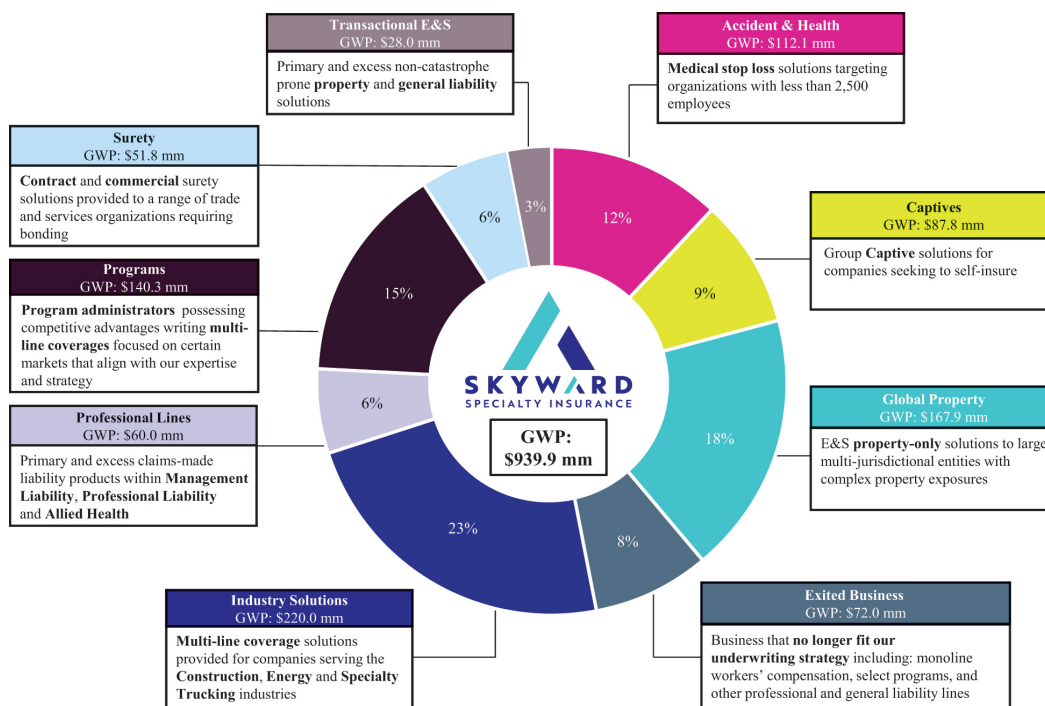 Transactional E&S
GWP: $28.0 mm
Primary and excess non-catastrophe
prone property and general liability
solutions
Accident & Health
GWP: $112.1 mm
Medical stop loss solutions targeting
organizations with less than 2,500
employees
Surety
GWP: $51.8 mm
Contract and commercial surety
solutions provided to a range of trade
and services organizations requiring
bonding
Captives
GWP: $87.8 mm
Group Captive solutions for
companies seeking to self-insure
Programs
GWP: $140.3 mm
Program administrators possessing
competitive advantages writing multi-
line coverages focused on certain
markets that align with our expertise
and strategy
Global Property
GWP: $167.9 mm
E&S property-only solutions to large
multi-jurisdictional entities with
complex property exposures
Professional Lines
GWP: $60.0 mm
Primary and excess claims-made
liability products within Management
Liability, Professional Liability
and Allied Health
Industry Solutions
GWP: $220.0 mm
Multi-line coverage solutions
provided for companies serving the
Construction, Energy and Specialty
Trucking industries
Exited Business
GWP: $72.0 mm
Business that no longer fit our
underwriting strategy including: monoline
workers' compensation, select programs, and
other professional and general liability lines
3%
12%
6%
9%
15%
18%
6%
23%
8%
SKYWARD
SPECIALTY INSURANCE
GWP:
$939.9 mm